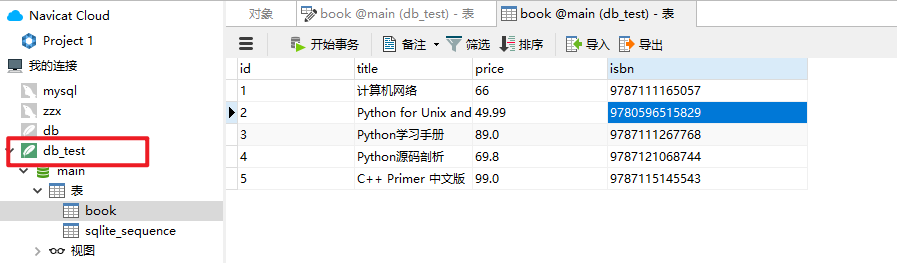 Navicat Cloud
Project 1
我的连接
mysql
zzx
db
db_test
main
表
book
sqlite_sequence
视图
对象 book @main (db_test) - 表 book @main (db_test) - 表
开始事务 备注 筛选 排序 导入 导出
id title price isbn
1 计算机网络 66 9787111165057
2 Python for Unix and 49.99 9780596515829
3 Python学习手册 89.0 9787111267768
4 Python源码剖析 69.8 9787121068744
5 C++ Primer 中文版 99.0 9787115145543